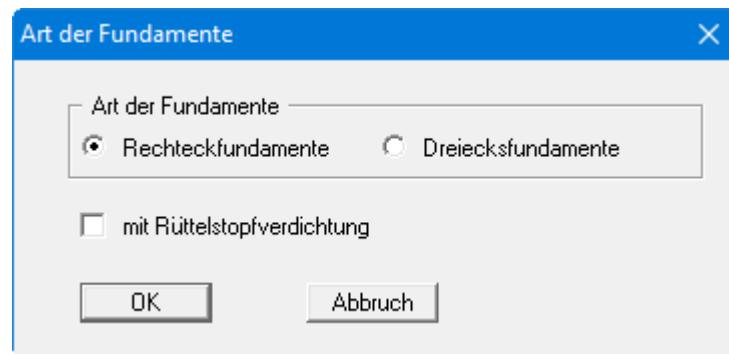 Art der Fundamente
Art der Fundamente
Rechteckfundamente Dreiecksfundamente
mit Rüttelstopfverdichtung
OK Abbruch